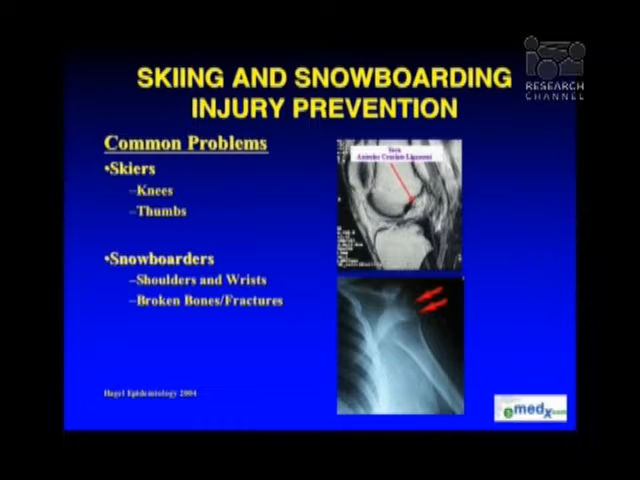 RESEARCH
CHANNEL
SKIING AND SNOWBOARDING
INJURY PREVENTION
Common Problems
•Skiers
–Knees
–Thumbs
•Snowboarders
–Shoulders and Wrists
–Broken Bones/Fractures
Torn
Anterior Cruciate Ligament
Hagel Epidemiology 2004
emedx